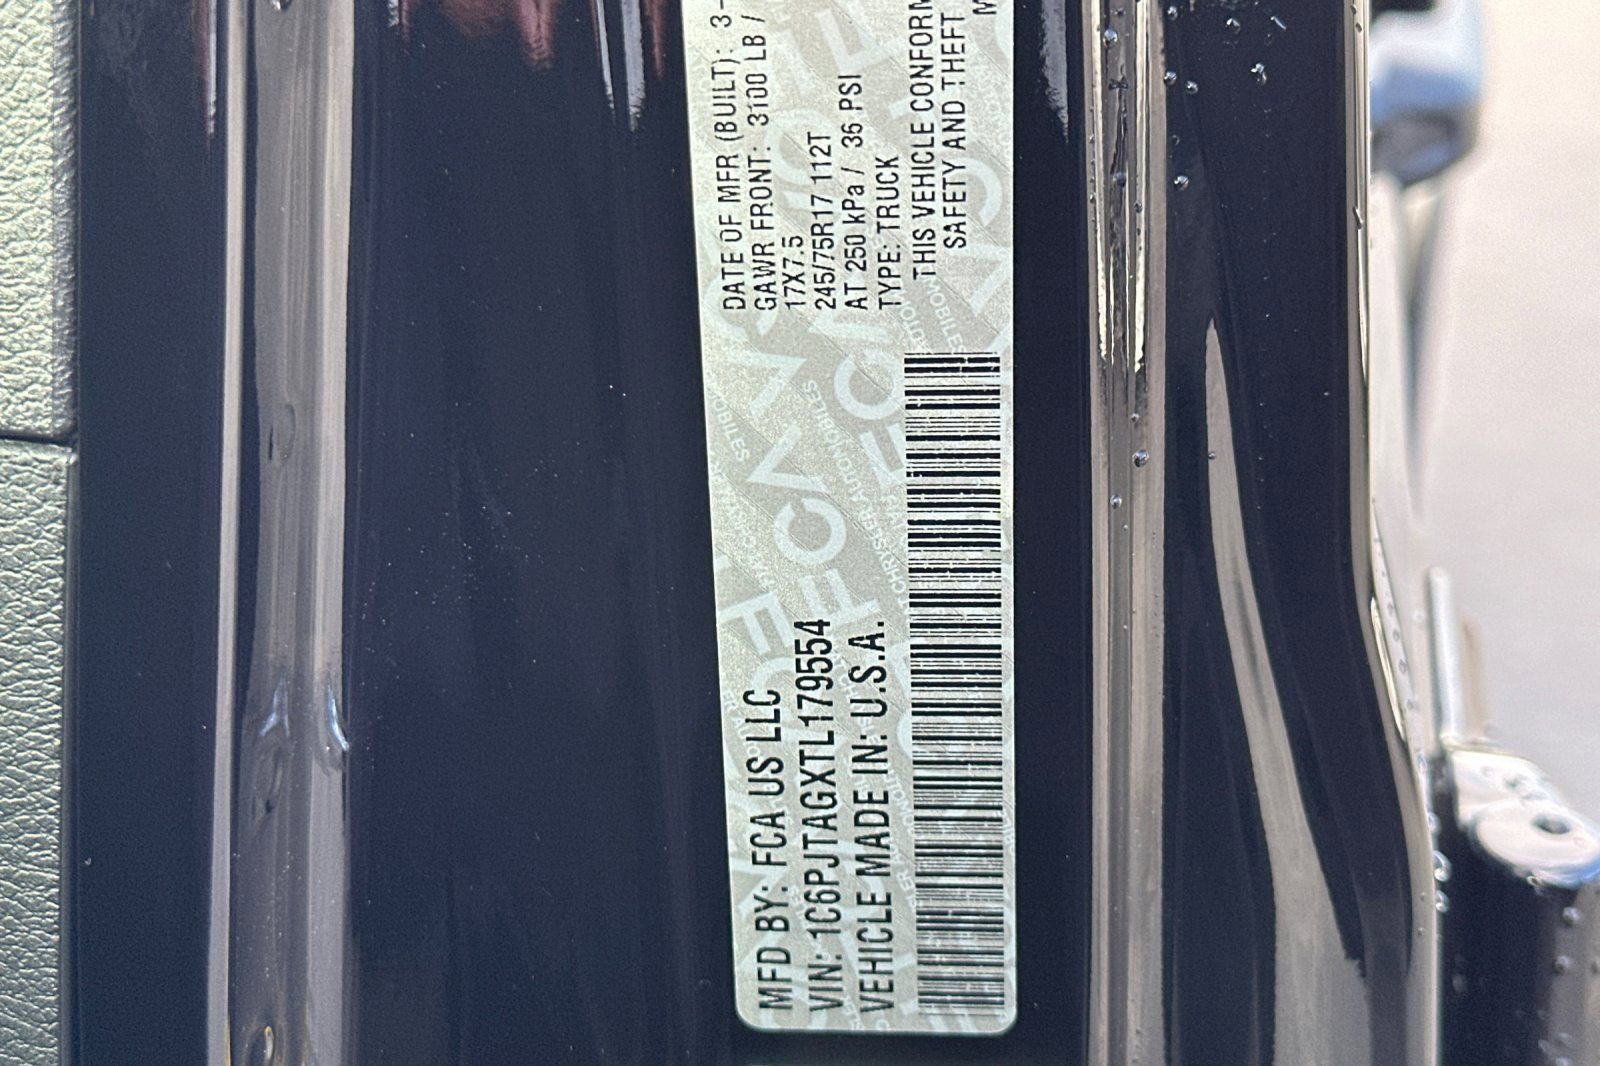 MFD BY: FCA US LLC
VIN: 1C6PJTAGXTL179554
VEHICLE MADE IN: U.S.A.
DATE OF MFR (BUILT): 3-
GAWR FRONT: 3100 LB /
17X7.5
245/75R17 112T
AT 250 kPa / 36 PSI
TYPE: TRUCK
THIS VEHICLE CONFORM
SAFETY AND THEFT